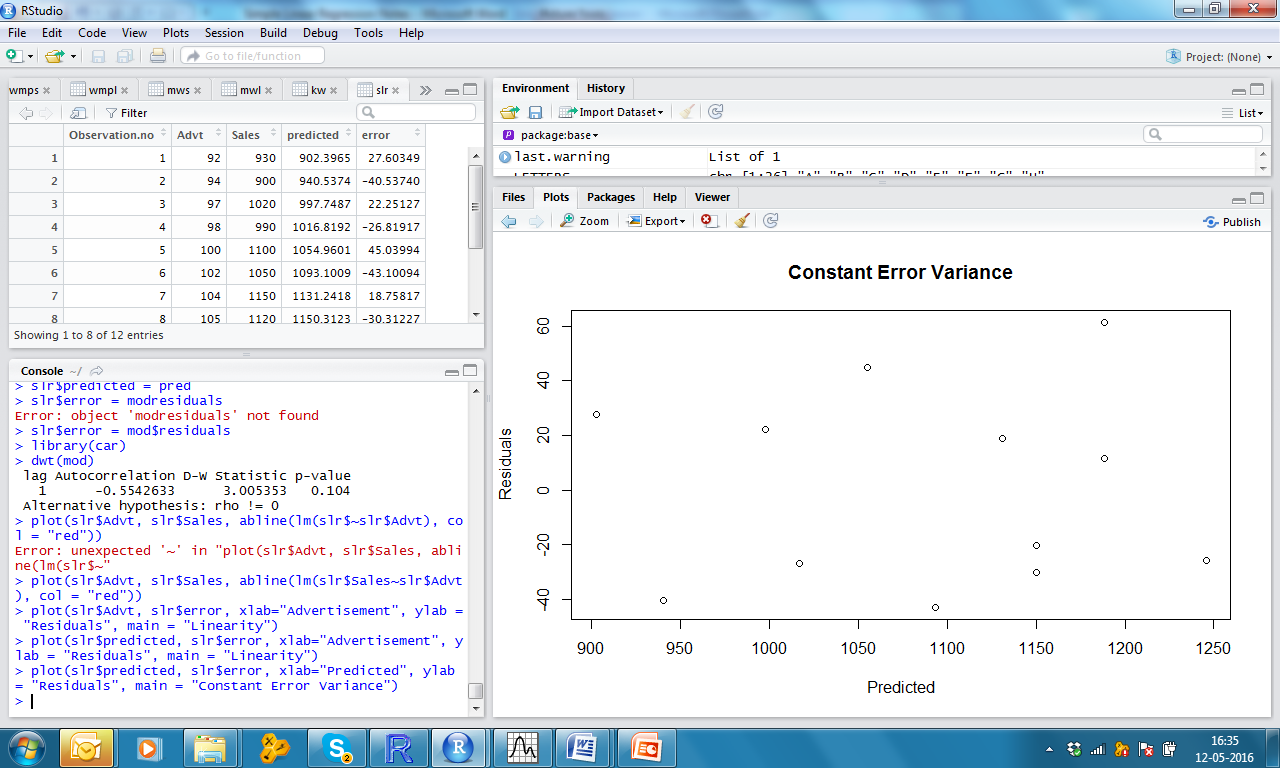 RStudio
File Edit Code View Plots Session Build Debug Tools Help
Go to file/function
Project: (None)
wmps wmpl mws mwl kw slr
Filter
Observation.no Advt Sales predicted error
1 1 92 930 902.3965 27.60349
2 2 94 900 940.5374 -40.53740
3 3 97 1020 997.7487 22.25127
4 4 98 990 1016.8192 -26.81917
5 5 100 1100 1054.9601 45.03994
6 6 102 1050 1093.1009 -43.10094
7 7 104 1150 1131.2418 18.75817
8 8 105 1120 1150.3123 -30.31227
Showing 1 to 8 of 12 entries
Console ~/
> slr$predicted = pred
> slr$error = modresiduals
Error: object 'modresiduals' not found
> slr$error = mod$residuals
> library(car)
> dwt(mod)
lag Autocorrelation D-W Statistic p-value
1 -0.5542633 3.005353 0.104
Alternative hypothesis: rho != 0
> plot(slr$Advt, slr$Sales, abline(lm(slr$~slr$Advt), co
l = "red"))
Error: unexpected '~' in "plot(slr$Advt, slr$Sales, abli
ne(lm(slr$~"
> plot(slr$Advt, slr$Sales, abline(lm(slr$Sales~slr$Advt
), col = "red"))
> plot(slr$Advt, slr$error, xlab="Advertisement", ylab =
"Residuals", main = "Linearity")
> plot(slr$predicted, slr$error, xlab="Advertisement", y
lab = "Residuals", main = "Linearity")
> plot(slr$predicted, slr$error, xlab="Predicted", ylab
= "Residuals", main = "Constant Error Variance")
>
Environment History
Import Dataset List
package:base
last.warning List of 1
Files Plots Packages Help Viewer
Zoom Export Publish
Constant Error Variance
Residuals
60
40
20
0
-20
-40
900 950 1000 1050 1100 1150 1200 1250
Predicted
16:35
12-05-2016